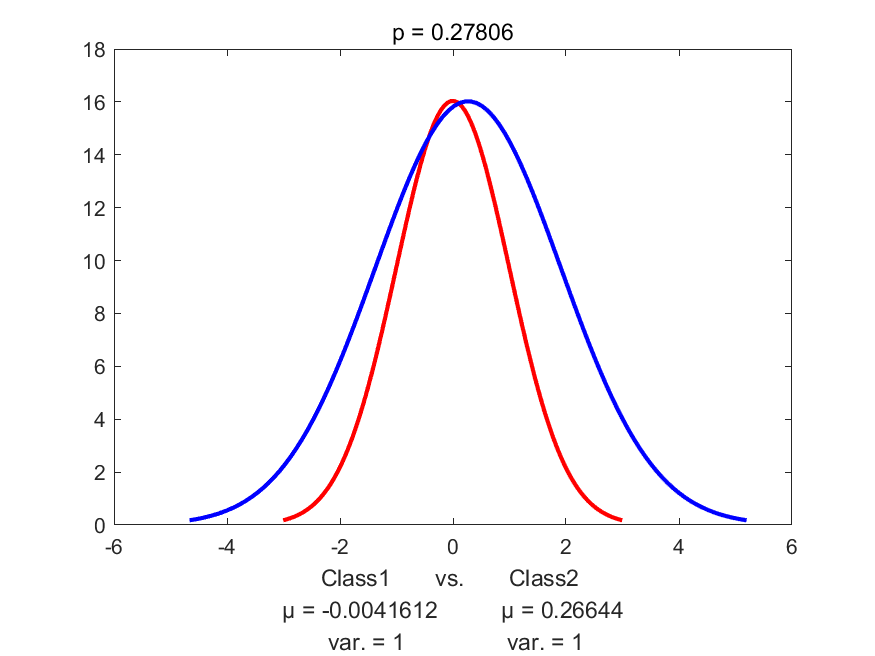 p = 0.27806
18
16
14
12
10
8
6
4
2
0
-6 -4 -2 0 2 4 6
Class1 vs. Class2
μ = -0.0041612 μ = 0.26644
var. = 1 var. = 1